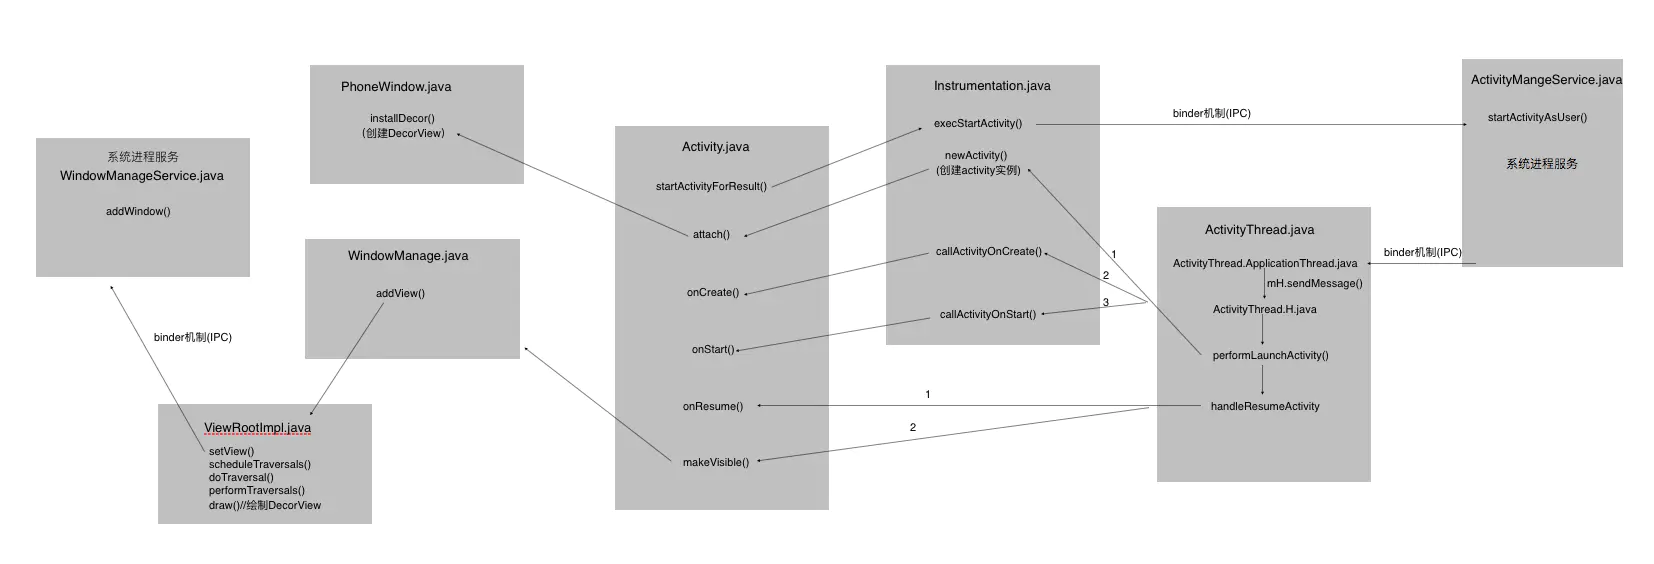 PhoneWindow.java
installDecor()
(创建DecorView)
系统进程服务
WindowManageService.java
addWindow()
WindowManage.java
addView()
binder机制(IPC)
ViewRootImpl.java
setView()
scheduleTraversals()
doTraversal()
performTraversals()
draw()//绘制DecorView
Activity.java
startActivityForResult()
attach()
onCreate()
onStart()
onResume()
makeVisible()
Instrumentation.java
execStartActivity()
newActivity()
(创建activity实例)
callActivityOnCreate()
callActivityOnStart()
1
2
3
1
2
binder机制(IPC)
ActivityMangeService.java
startActivityAsUser()
系统进程服务
binder机制(IPC)
ActivityThread.java
ActivityThread.ApplicationThread.java
mH.sendMessage()
ActivityThread.H.java
performLaunchActivity()
handleResumeActivity